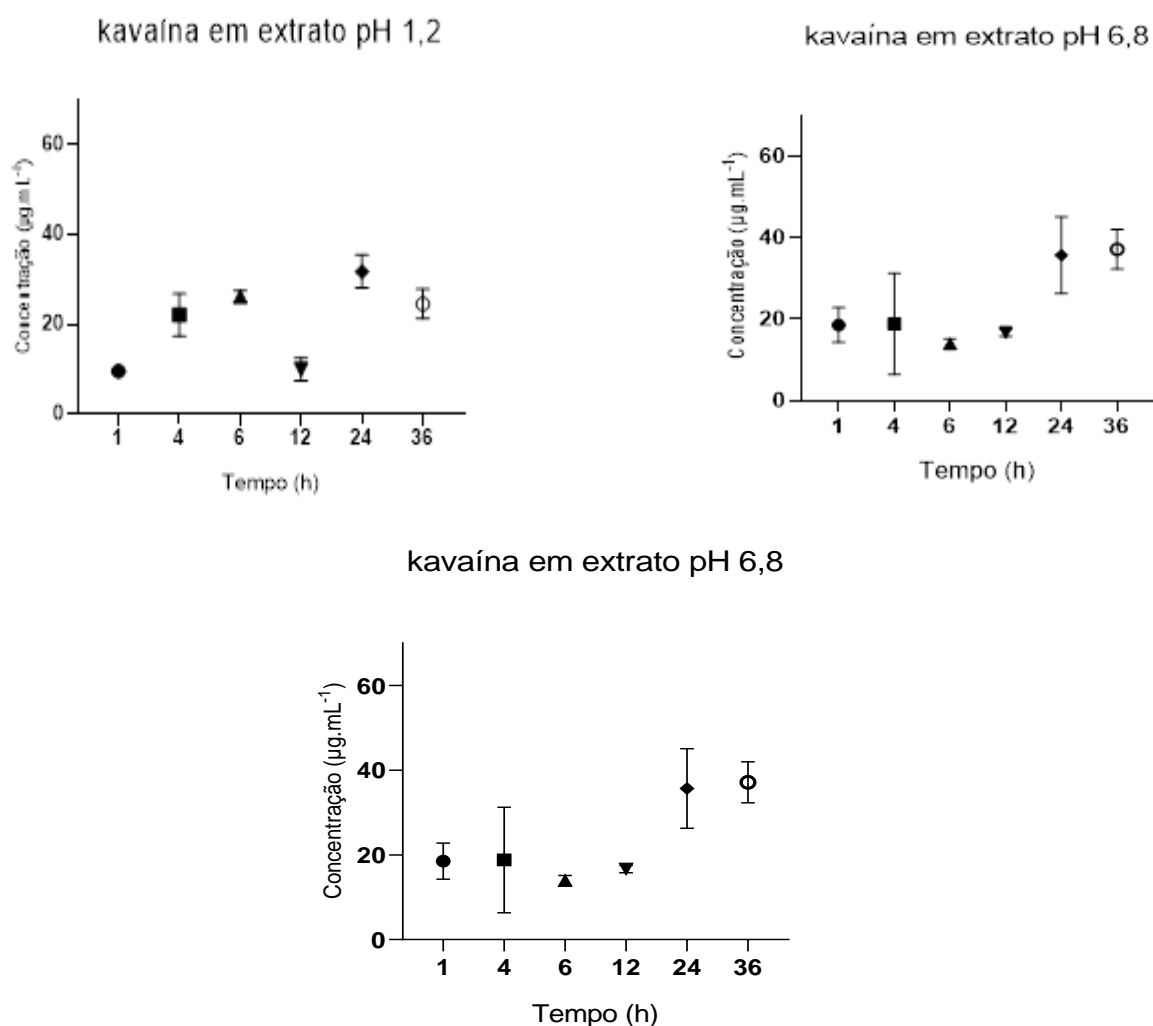 kavaína em extrato pH 1,2
Concentração (µg.mL⁻¹)
60
40
20
0
1 4 6 12 24 36
Tempo (h)
kavaína em extrato pH 6,8
Concentração (µg.mL⁻¹)
60
40
20
0
1 4 6 12 24 36
Tempo (h)
kavaína em extrato pH 6,8
Concentração (µg.mL⁻¹)
60
40
20
0
1 4 6 12 24 36
Tempo (h)